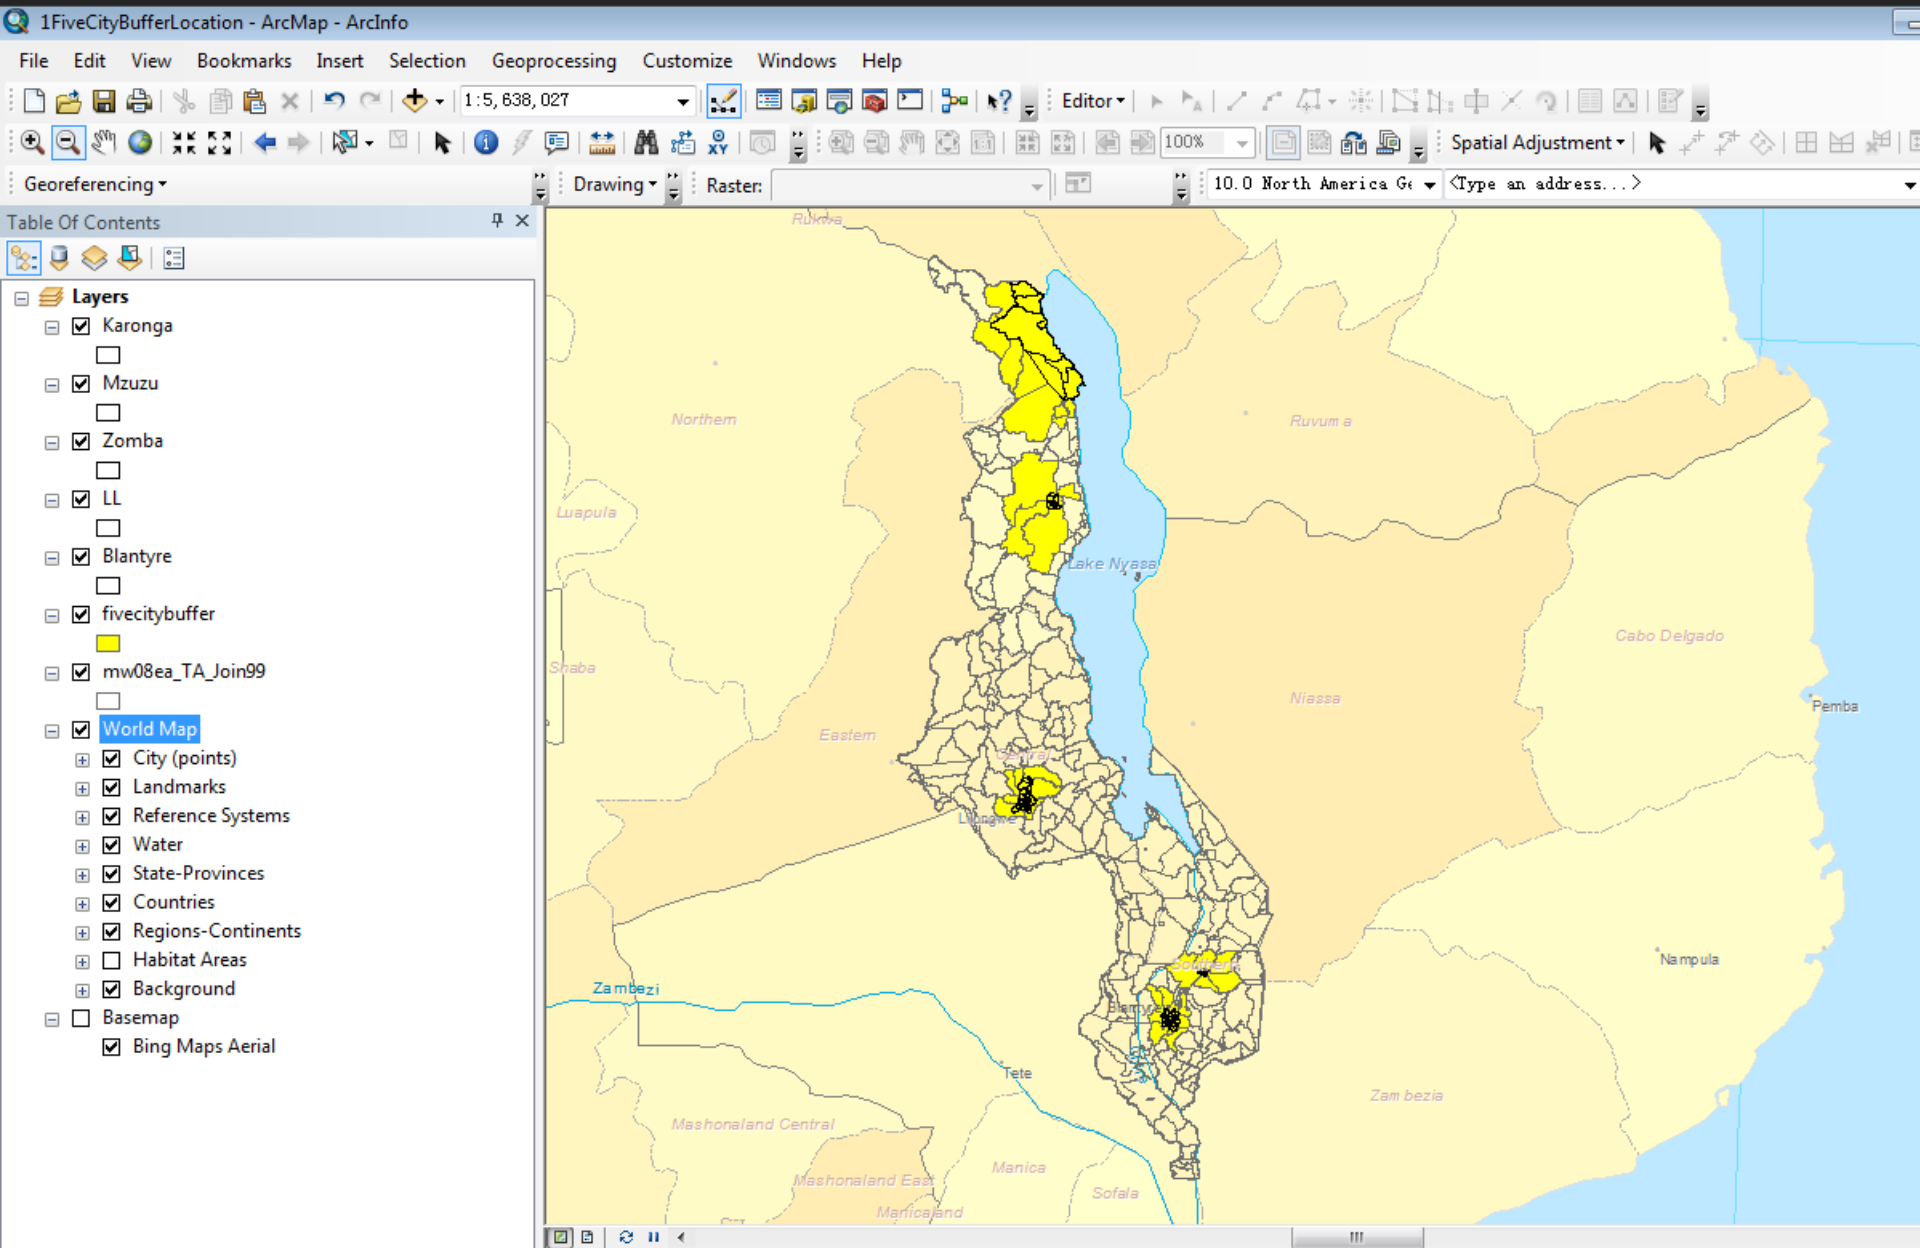 1FiveCityBufferLocation - ArcMap - ArcInfo
File Edit View Bookmarks Insert Selection Geoprocessing Customize Windows Help
1:5,638,027
Editor
100%
Spatial Adjustment
Georeferencing
Drawing
Raster:
10.0 North America Ge
<Type an address...>
Table Of Contents
Layers
Karonga
Mzuzu
Zomba
LL
Blantyre
fivecitybuffer
mw08ea_TA_Join99
World Map
City (points)
Landmarks
Reference Systems
Water
State-Provinces
Countries
Regions-Continents
Habitat Areas
Background
Basemap
Bing Maps Aerial
Rukwa
Northern
Ruvuma
Luapula
Lake Nyasa
Cabo Delgado
Shaba
Niassa
Pemba
Eastern
Central
Lilongwe
Southern
Nampula
Zambezi
Blantyre
Tete
Zambezia
Mashonaland Central
Manica
Mashonaland East
Sofala
Manicaland